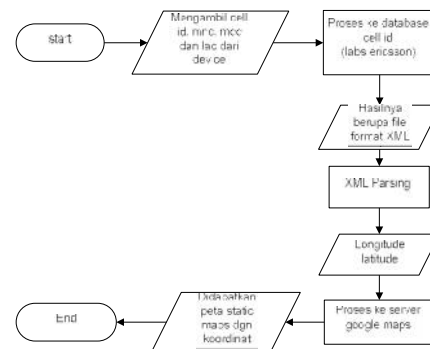 start
Mengambil cell
id, mnc, mcc
dan lac dari
device
Proses ke database
cell id
(labs ericsson)
Hasilnya
berupa file
format XML
XML Parsing
Longitude
latitude
Proses ke server
google maps
Didapatkan
peta static
maps dgn
koordinat
End